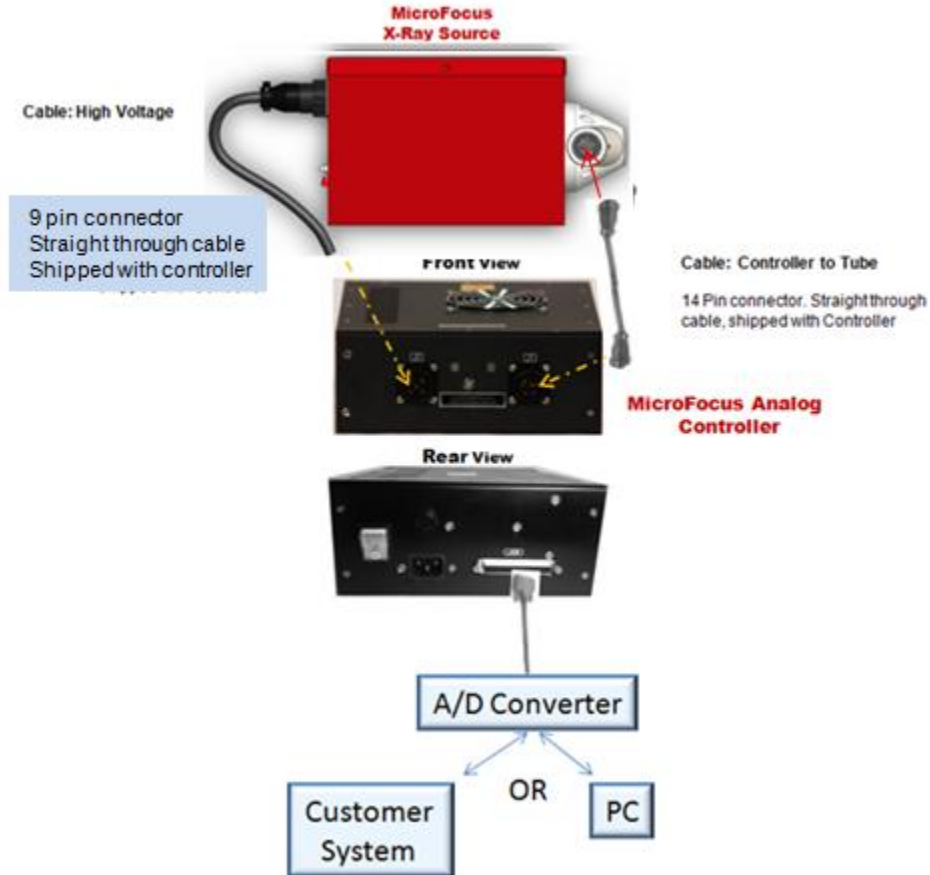 MicroFocus
X-Ray Source
Cable: High Voltage
9 pin connector
Straight through cable
Shipped with controller
Front View
Cable: Controller to Tube
14 Pin connector. Straight through
cable, shipped with Controller
MicroFocus Analog
Controller
Rear View
A/D Converter
OR
Customer
System
PC